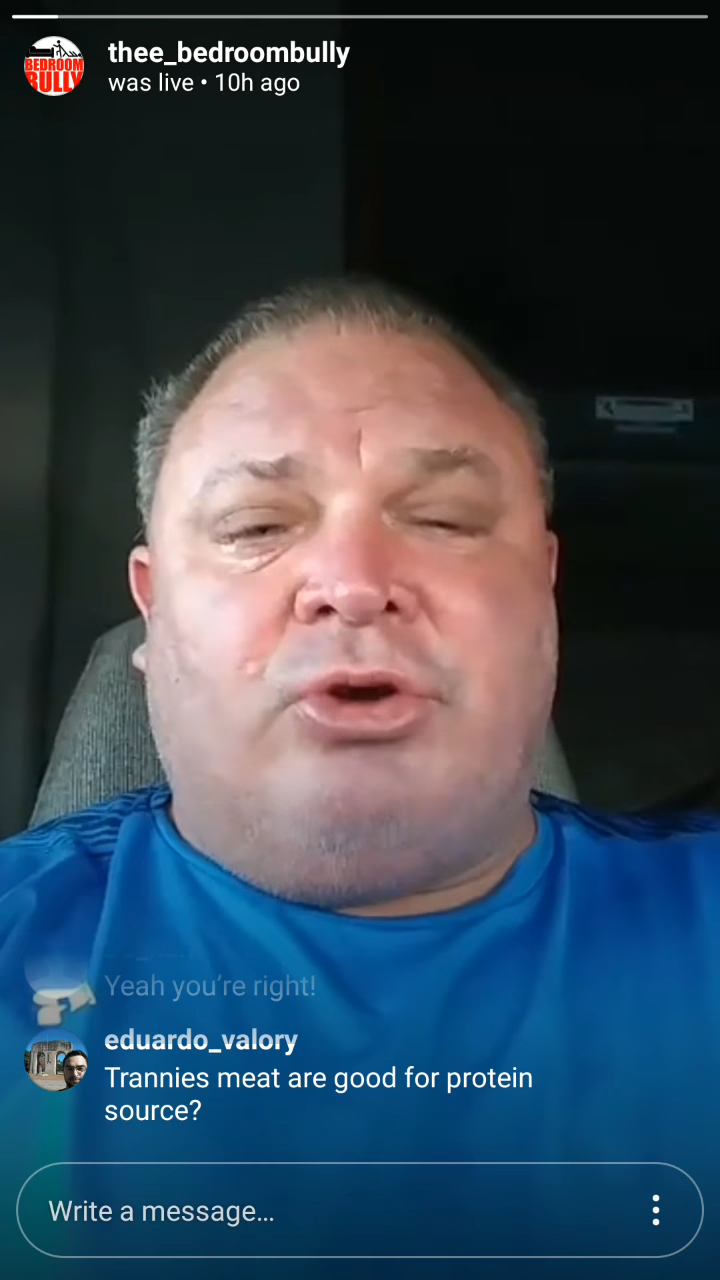 thee_bedroombully
was live • 10h ago
BEDROOM
BULLY
Yeah you're right!
eduardo_valory
Trannies meat are good for protein
source?
Write a message...